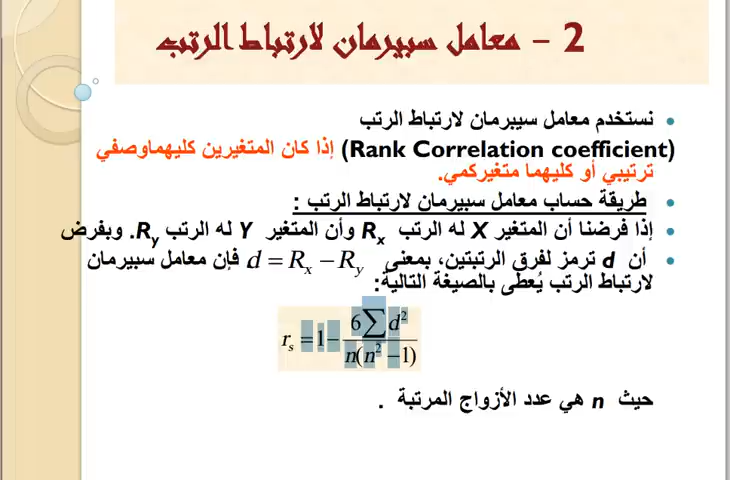 2 - معامل سبيرمان لارتباط الرتب
نستخدم معامل سيبرمان لارتباط الرتب
(Rank Correlation coefficient) إذا كان المتغيرين كليهماوصفي
ترتيبي أو كليهما متغيركمي.
طريقة حساب معامل سبيرمان لارتباط الرتب :
إذا فرضنا أن المتغير X له الرتب Rx وأن المتغير Y له الرتب Ry. وبفرض
أن d ترمز لفرق الرتبتين، بمعنى d = Rx − Ry، فإن معامل سبيرمان
لارتباط الرتب يُعطى بالصيغة التالية:
rs = 1 − 6∑d² / n(n² − 1)
حيث n هي عدد الأزواج المرتبة .